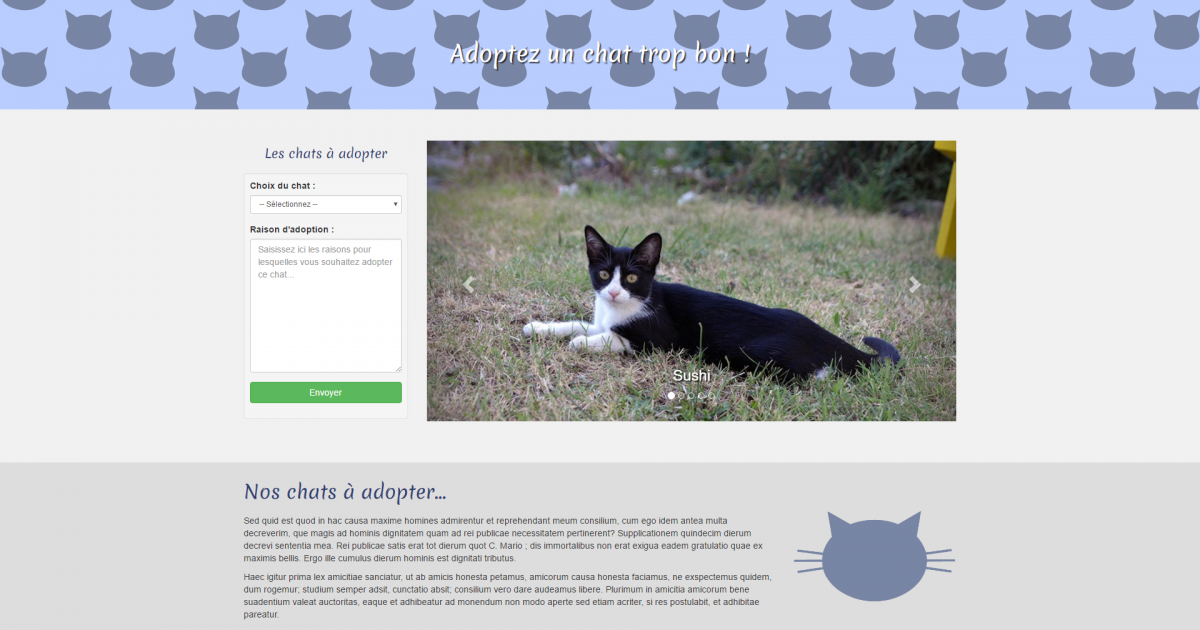 Adoptez un chat trop bon !
Les chats à adopter
Choix du chat :
-- Sélectionnez --
Raison d'adoption :
Saisissez ici les raisons pour
lesquelles vous souhaitez adopter
ce chat...
Envoyer
Sushi
Nos chats à adopter...
Sed quid est quod in hac causa maxime homines admirentur et reprehendant meum consilium, cum ego idem antea multa
decreverim, que magis ad hominis dignitatem quam ad rei publicae necessitatem pertinerent? Supplicationem quindecim dierum
decrevi sententia mea. Rei publicae satis erat tot dierum quot C. Mario ; dis immortalibus non erat exigua eadem gratulatio quae ex
maximis bellis. Ergo ille cumulus dierum hominis est dignitati tributus.
Haec igitur prima lex amicitiae sanciatur, ut ab amicis honesta petamus, amicorum causa honesta faciamus, ne exspectemus quidem,
dum rogemur; studium semper adsit, cunctatio absit; consilium vero dare audeamus libere. Plurimum in amicitia amicorum bene
suadentium valeat auctoritas, eaque et adhibeatur ad monendum non modo aperte sed etiam acriter, si res postulabit, et adhibitae
pareatur.